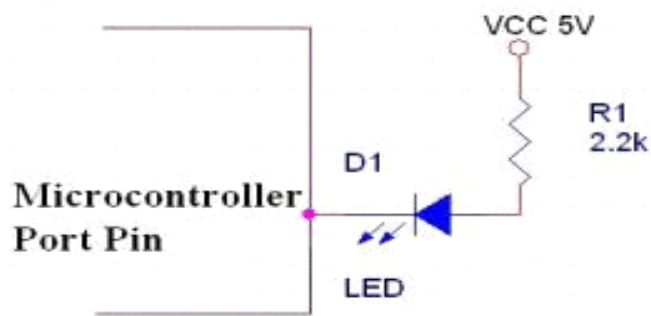 VCC 5V
R1
2.2k
D1
Microcontroller
Port Pin
LED